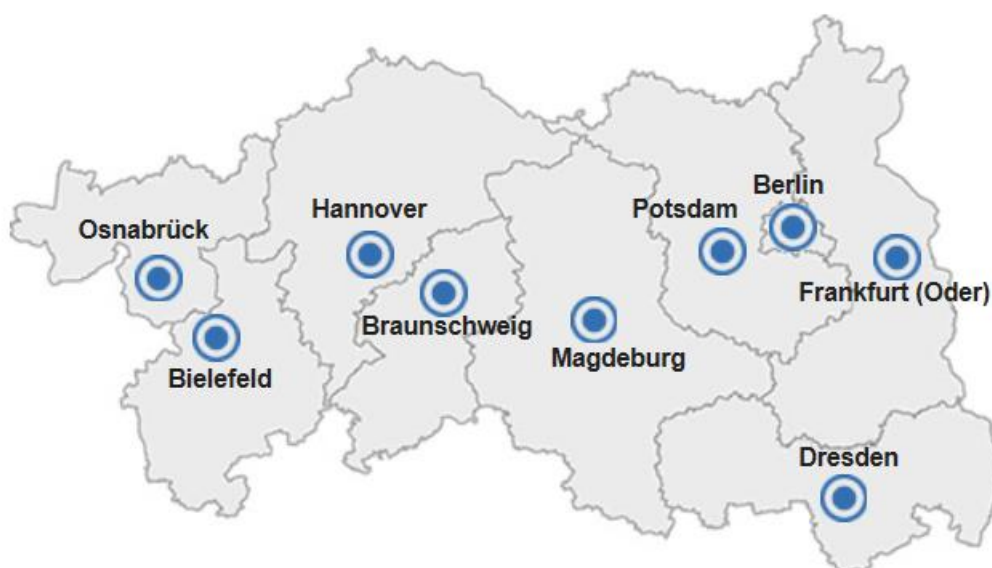 Berlin
Hannover
Potsdam
Osnabrück
Frankfurt (Oder)
Braunschweig
Magdeburg
Bielefeld
Dresden